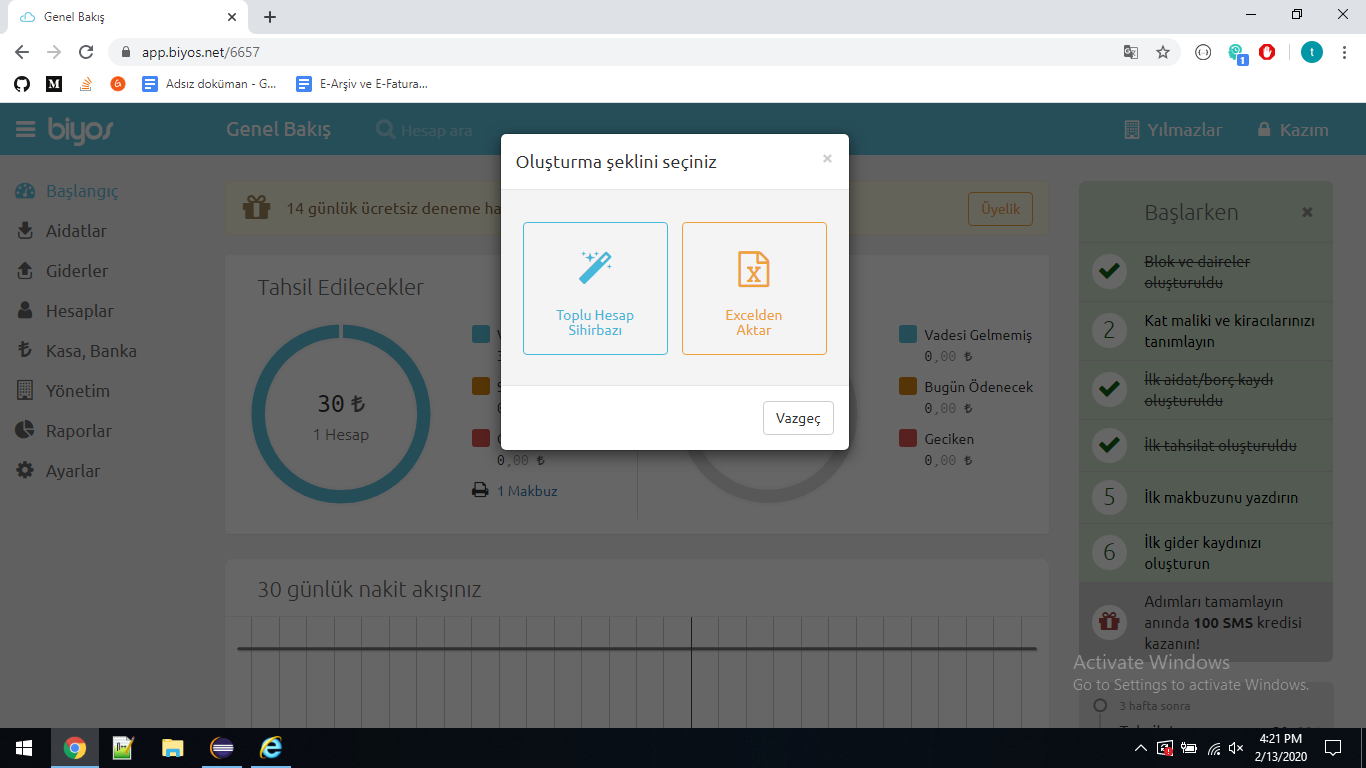 Genel Bakış
app.biyos.net/6657
Adsız doküman - G...
E-Arşiv ve E-Fatura...
1
t
biyos
Genel Bakış
Hesap ara
Yılmazlar
Kazım
Başlangıç
Aidatlar
Giderler
Hesaplar
Kasa, Banka
Yönetim
Raporlar
Ayarlar
14 günlük ücretsiz deneme
Üyelik
Oluşturma şeklini seçiniz
×
Toplu Hesap
Sihirbazı
Excelden
Aktar
Vazgeç
Tahsil Edilecekler
30 ₺
1 Hesap
0,00 ₺
1 Makbuz
Vadesi Gelmemiş
0,00 ₺
Bugün Ödenecek
0,00 ₺
Geciken
0,00 ₺
30 günlük nakit akışınız
Başlarken
Blok ve daireler
oluşturuldu
2
Kat maliki ve kiracılarınızı
tanımlayın
İlk aidat/borç kaydı
oluşturuldu
İlk tahsilat oluşturuldu
5
İlk makbuzunu yazdırın
6
İlk gider kaydınızı
oluşturun
Adımları tamamlayın
anında 100 SMS kredisi
kazanın!
Activate Windows
Go to Settings to activate Windows.
3 hafta sonra
4:21 PM
2/13/2020